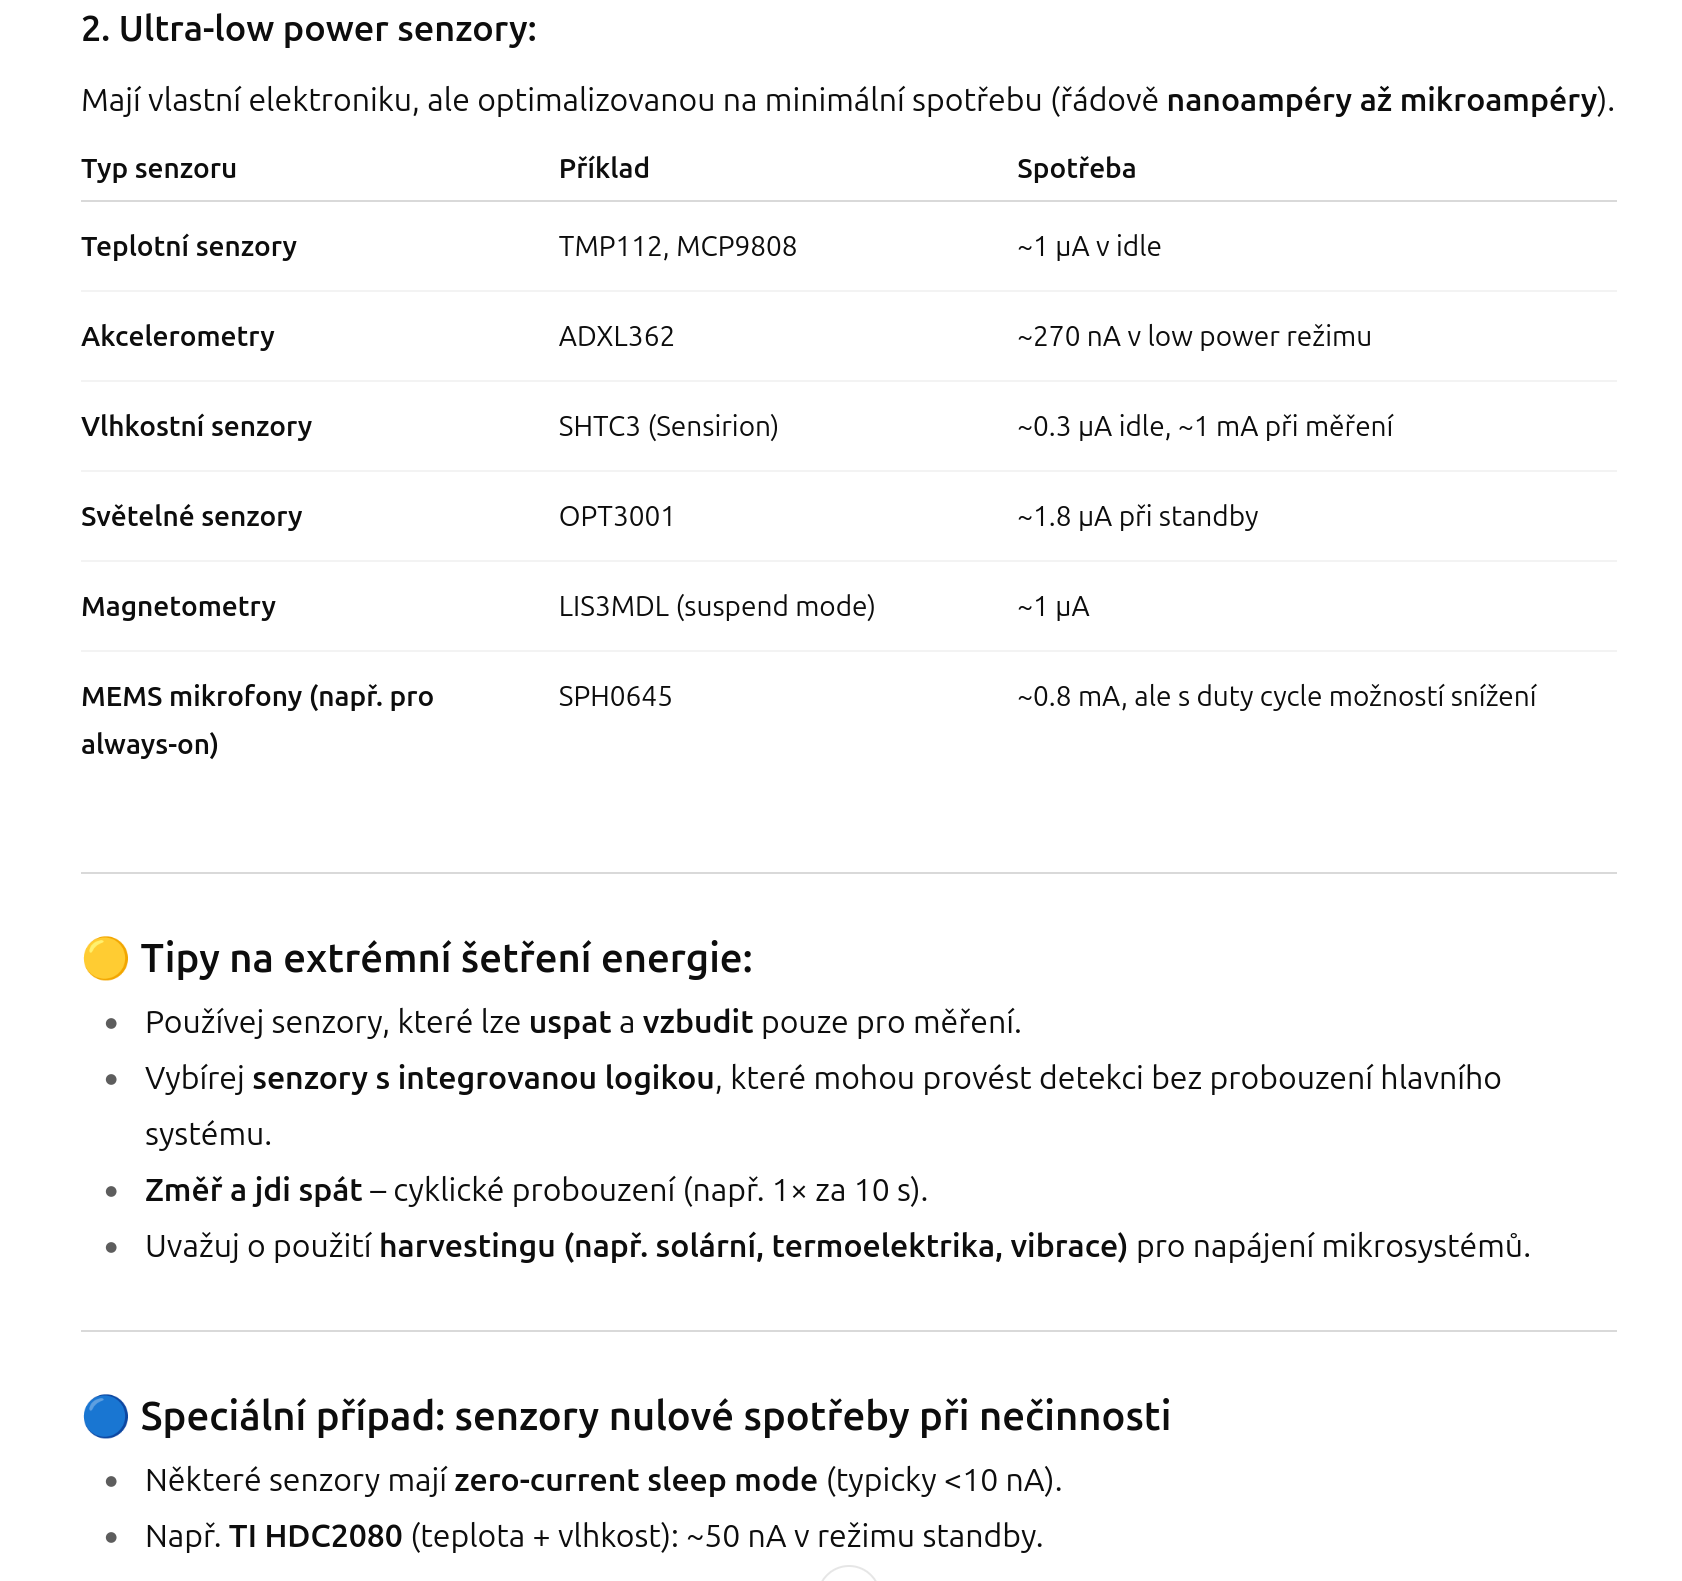 2. Ultra-low power senzory:
Mají vlastní elektroniku, ale optimalizovanou na minimální spotřebu (řádově nanoampéry až mikroampéry).
Typ senzoru Příklad Spotřeba
Teplotní senzory TMP112, MCP9808 ~1 µA v idle
Akcelerometry ADXL362 ~270 nA v low power režimu
Vlhkostní senzory SHTC3 (Sensirion) ~0.3 µA idle, ~1 mA při měření
Světelné senzory OPT3001 ~1.8 µA při standby
Magnetometry LIS3MDL (suspend mode) ~1 µA
MEMS mikrofony (např. pro SPH0645 ~0.8 mA, ale s duty cycle možností snížení
always-on)
🟡 Tipy na extrémní šetření energie:
• Používej senzory, které lze uspat a vzbudit pouze pro měření.
• Vybírej senzory s integrovanou logikou, které mohou provést detekci bez probouzení hlavního
systému.
• Změř a jdi spát – cyklické probouzení (např. 1× za 10 s).
• Uvažuj o použití harvestingu (např. solární, termoelektrika, vibrace) pro napájení mikrosystémů.
🔵 Speciální případ: senzory nulové spotřeby při nečinnosti
• Některé senzory mají zero-current sleep mode (typicky <10 nA).
• Např. TI HDC2080 (teplota + vlhkost): ~50 nA v režimu standby.